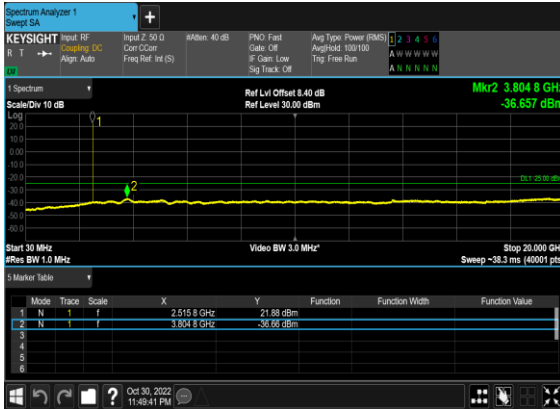 Spectrum Analyzer 1
Swept SA
KEYSIGHT Input: RF Input Z: 50 Ω #Atten: 40 dB PNO: Fast Avg Type: Power (RMS) 1 2 3 4 5 6
R T Coupling: DC Corr CCorr Gate: Off Avg|Hold: 100/100 A W W W W W
Align: Auto Freq Ref: Int (S) IF Gain: Low Trig: Free Run
LW Sig Track: Off A N N N N N
1 Spectrum Ref Lvl Offset 8.40 dB Mkr2 3.804 8 GHz
Scale/Div 10 dB Ref Level 30.00 dBm -36.657 dBm
Log
1
20.0
10.0
0.00
-10.0
-20.0
DL1 -25.00 dBm
-30.0
2
-40.0
-50.0
-60.0
Start 30 MHz Video BW 3.0 MHz* Stop 20.000 GHz
#Res BW 1.0 MHz Sweep ~38.3 ms (40001 pts)
5 Marker Table
Mode Trace Scale X Y Function Function Width Function Value
1 N 1 f 2.515 8 GHz 21.88 dBm
2 N 1 f 3.804 8 GHz -36.66 dBm
3
4
5
6
Oct 30, 2022
11:49:41 PM